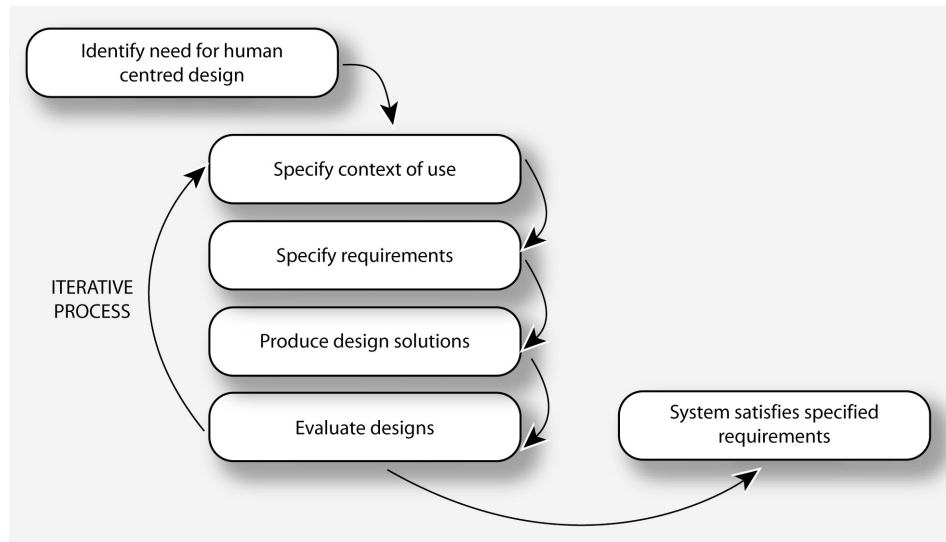 Identify need for human
centred design
Specify context of use
Specify requirements
ITERATIVE
PROCESS
Produce design solutions
Evaluate designs
System satisfies specified
requirements